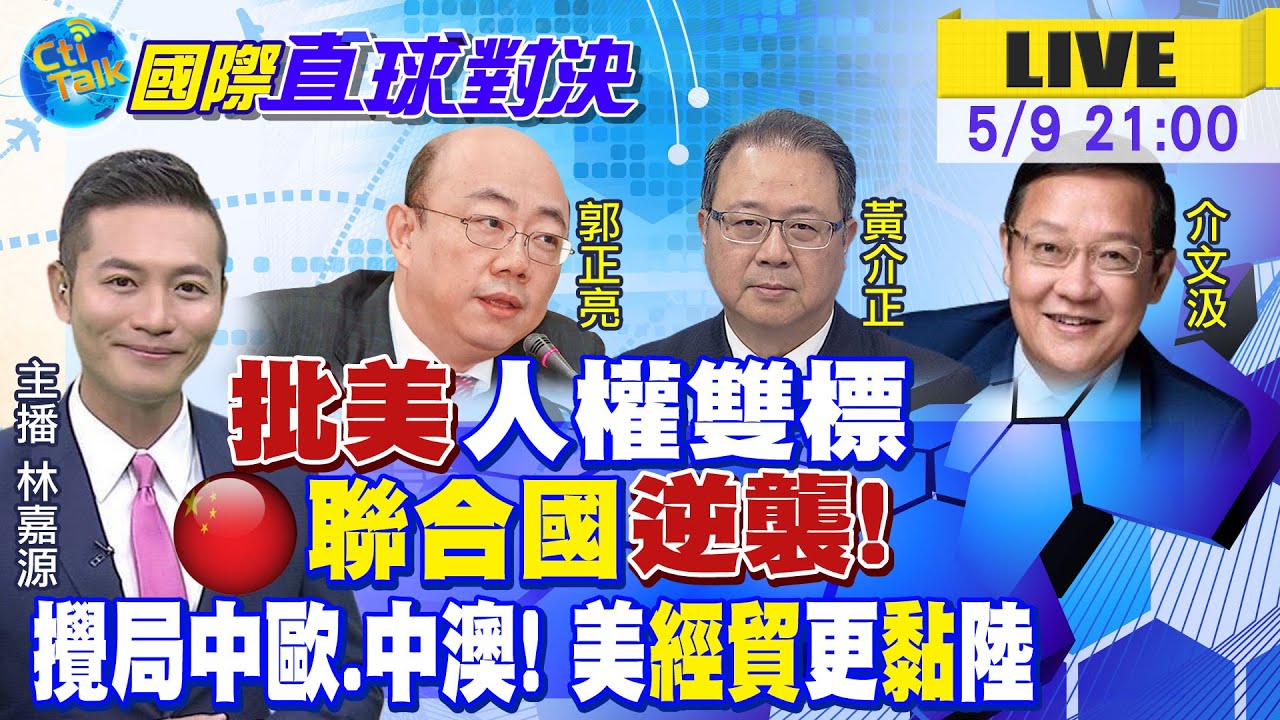 Cti Talk
國際直球對決
LIVE
5/9 21:00
主播 林嘉源
郭正亮
黃介正
介文汲
批美人權雙標
聯合國逆襲!
攪局中歐.中澳! 美經貿更黏陸